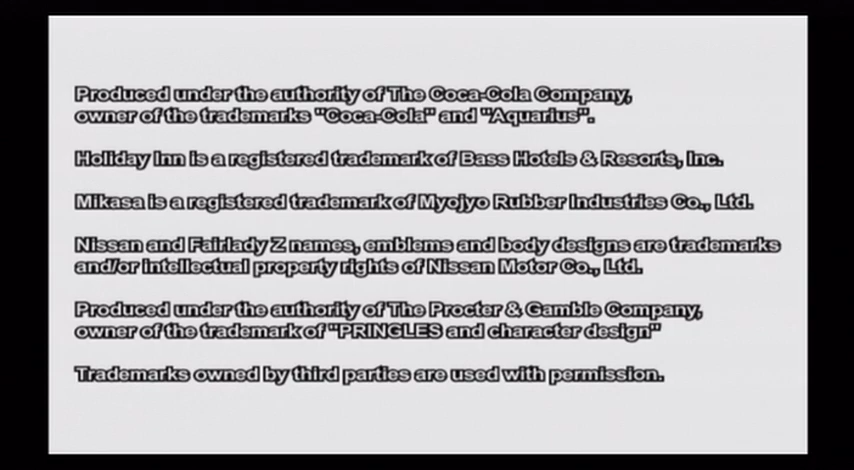 Produced under the authority of The Coca-Cola Company,
owner of the trademarks "Coca-Cola" and "Aquarius".
Holiday Inn is a registered trademark of Bass Hotels & Resorts, Inc.
Mikasa is a registered trademark of Myojyo Rubber Industries Co., Ltd.
Nissan and Fairlady Z names, emblems and body designs are trademarks
and/or intellectual property rights of Nissan Motor Co., Ltd.
Produced under the authority of The Procter & Gamble Company,
owner of the trademark of "PRINGLES and character design"
Trademarks owned by third parties are used with permission.